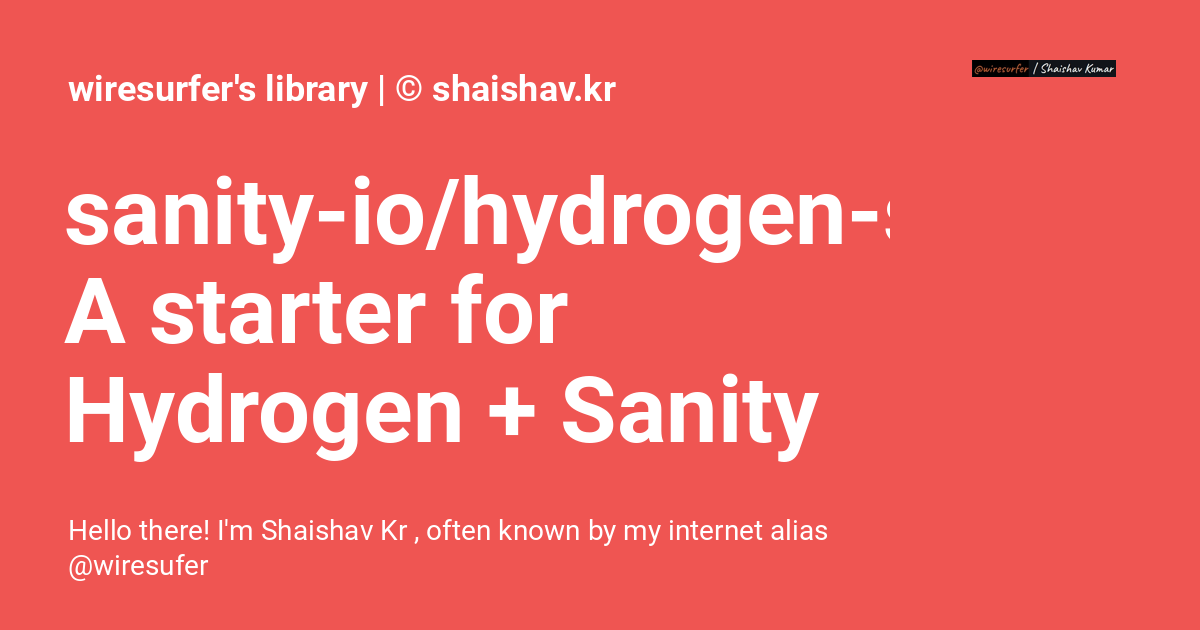 wiresurfer's library | © shaishav.kr
@wiresurfer | Shaishav Kumar
sanity-io/hydrogen-s
A starter for
Hydrogen + Sanity
Hello there! I'm Shaishav Kr , often known by my internet alias
@wiresufer